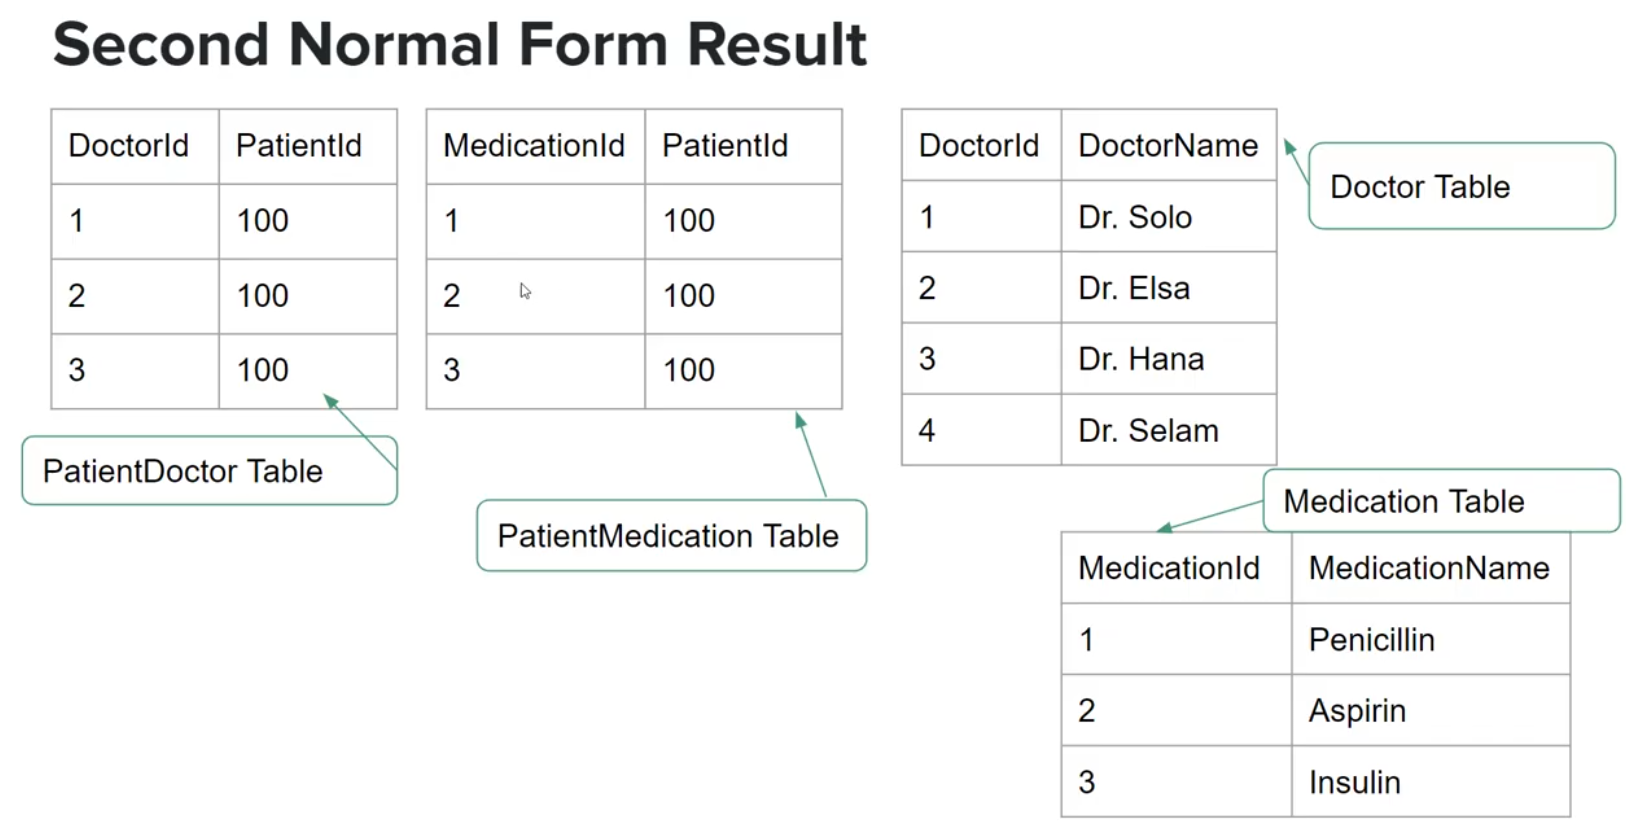 Second Normal Form Result
DoctorId PatientId
1 100
2 100
3 100
PatientDoctor Table
MedicationId PatientId
1 100
2 100
3 100
PatientMedication Table
DoctorId DoctorName
1 Dr. Solo
2 Dr. Elsa
3 Dr. Hana
4 Dr. Selam
Doctor Table
Medication Table
MedicationId MedicationName
1 Penicillin
2 Aspirin
3 Insulin